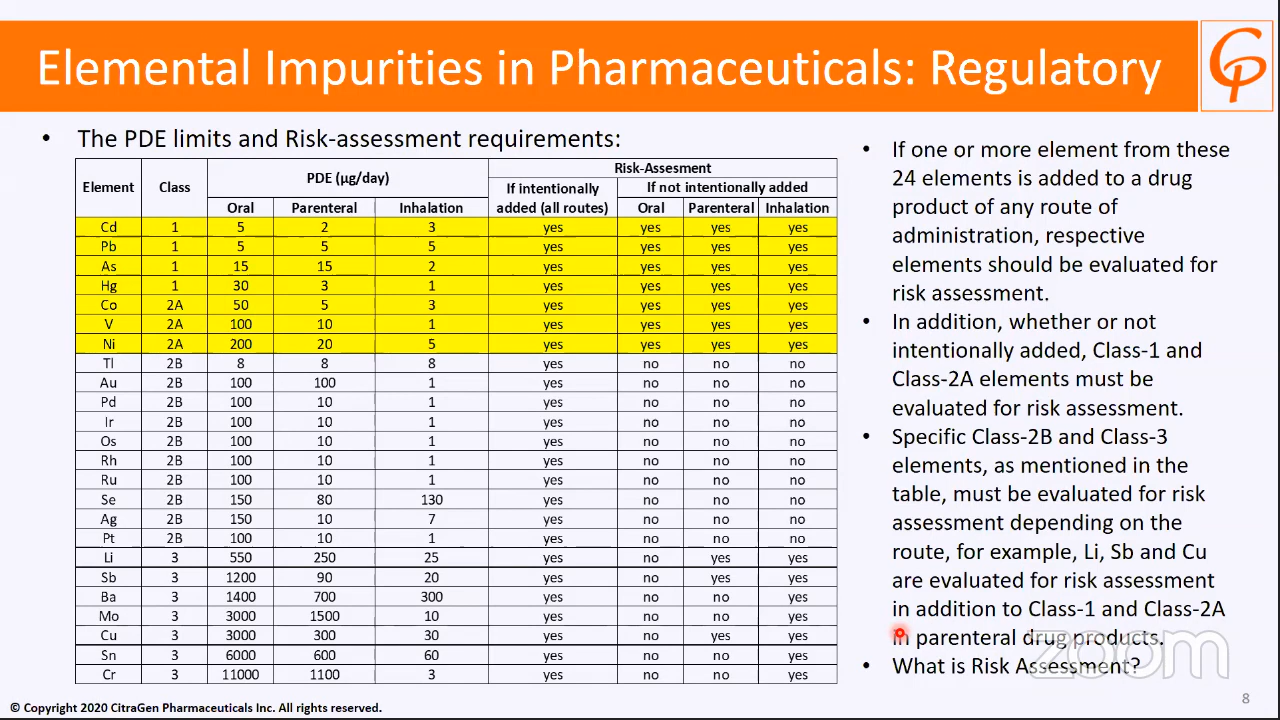 Elemental Impurities in Pharmaceuticals: Regulatory
CP
• The PDE limits and Risk-assessment requirements:
Element Class PDE (µg/day) Risk-Assesment
If intentionally added (all routes) If not intentionally added
Oral Parenteral Inhalation Oral Parenteral Inhalation
Cd 1 5 2 3 yes yes yes yes
Pb 1 5 5 5 yes yes yes yes
As 1 15 15 2 yes yes yes yes
Hg 1 30 3 1 yes yes yes yes
Co 2A 50 5 3 yes yes yes yes
V 2A 100 10 1 yes yes yes yes
Ni 2A 200 20 5 yes yes yes yes
Tl 2B 8 8 8 yes no no no
Au 2B 100 100 1 yes no no no
Pd 2B 100 10 1 yes no no no
Ir 2B 100 10 1 yes no no no
Os 2B 100 10 1 yes no no no
Rh 2B 100 10 1 yes no no no
Ru 2B 100 10 1 yes no no no
Se 2B 150 80 130 yes no no no
Ag 2B 150 10 7 yes no no no
Pt 2B 100 10 1 yes no no no
Li 3 550 250 25 yes no yes yes
Sb 3 1200 90 20 yes no yes yes
Ba 3 1400 700 300 yes no no yes
Mo 3 3000 1500 10 yes no no yes
Cu 3 3000 300 30 yes no yes yes
Sn 3 6000 600 60 yes no no yes
Cr 3 11000 1100 3 yes no no yes
• If one or more element from these
24 elements is added to a drug
product of any route of
administration, respective
elements should be evaluated for
risk assessment.
• In addition, whether or not
intentionally added, Class-1 and
Class-2A elements must be
evaluated for risk assessment.
• Specific Class-2B and Class-3
elements, as mentioned in the
table, must be evaluated for risk
assessment depending on the
route, for example, Li, Sb and Cu
are evaluated for risk assessment
in addition to Class-1 and Class-2A
in parenteral drug products.
• What is Risk Assessment?
zoom
© Copyright 2020 CitraGen Pharmaceuticals Inc. All rights reserved.
8